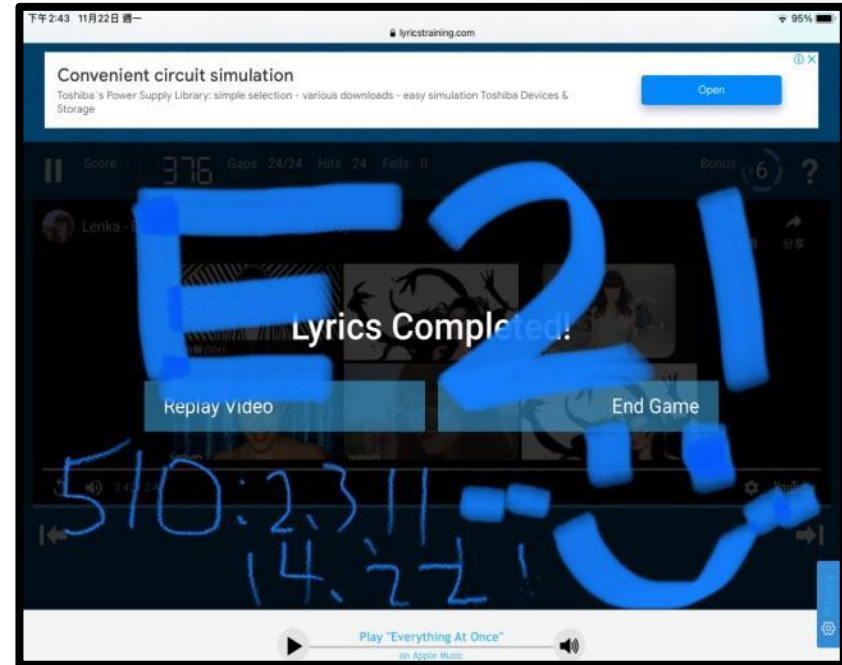 下午2:43 11月22日 週一
95%
lyricstraining.com
Convenient circuit simulation
Toshiba`s Power Supply Library: simple selection - various downloads - easy simulation Toshiba Devices &
Storage
Open
Score 376 Gaps 24/24 Hits 24 Fails 0 Bonus x6 ?
Lenka -
分享
E21
Lyrics Completed!
Replay Video
End Game
510:2.3.11
14.22!
YouTube
Play "Everything At Once"
on Apple Music